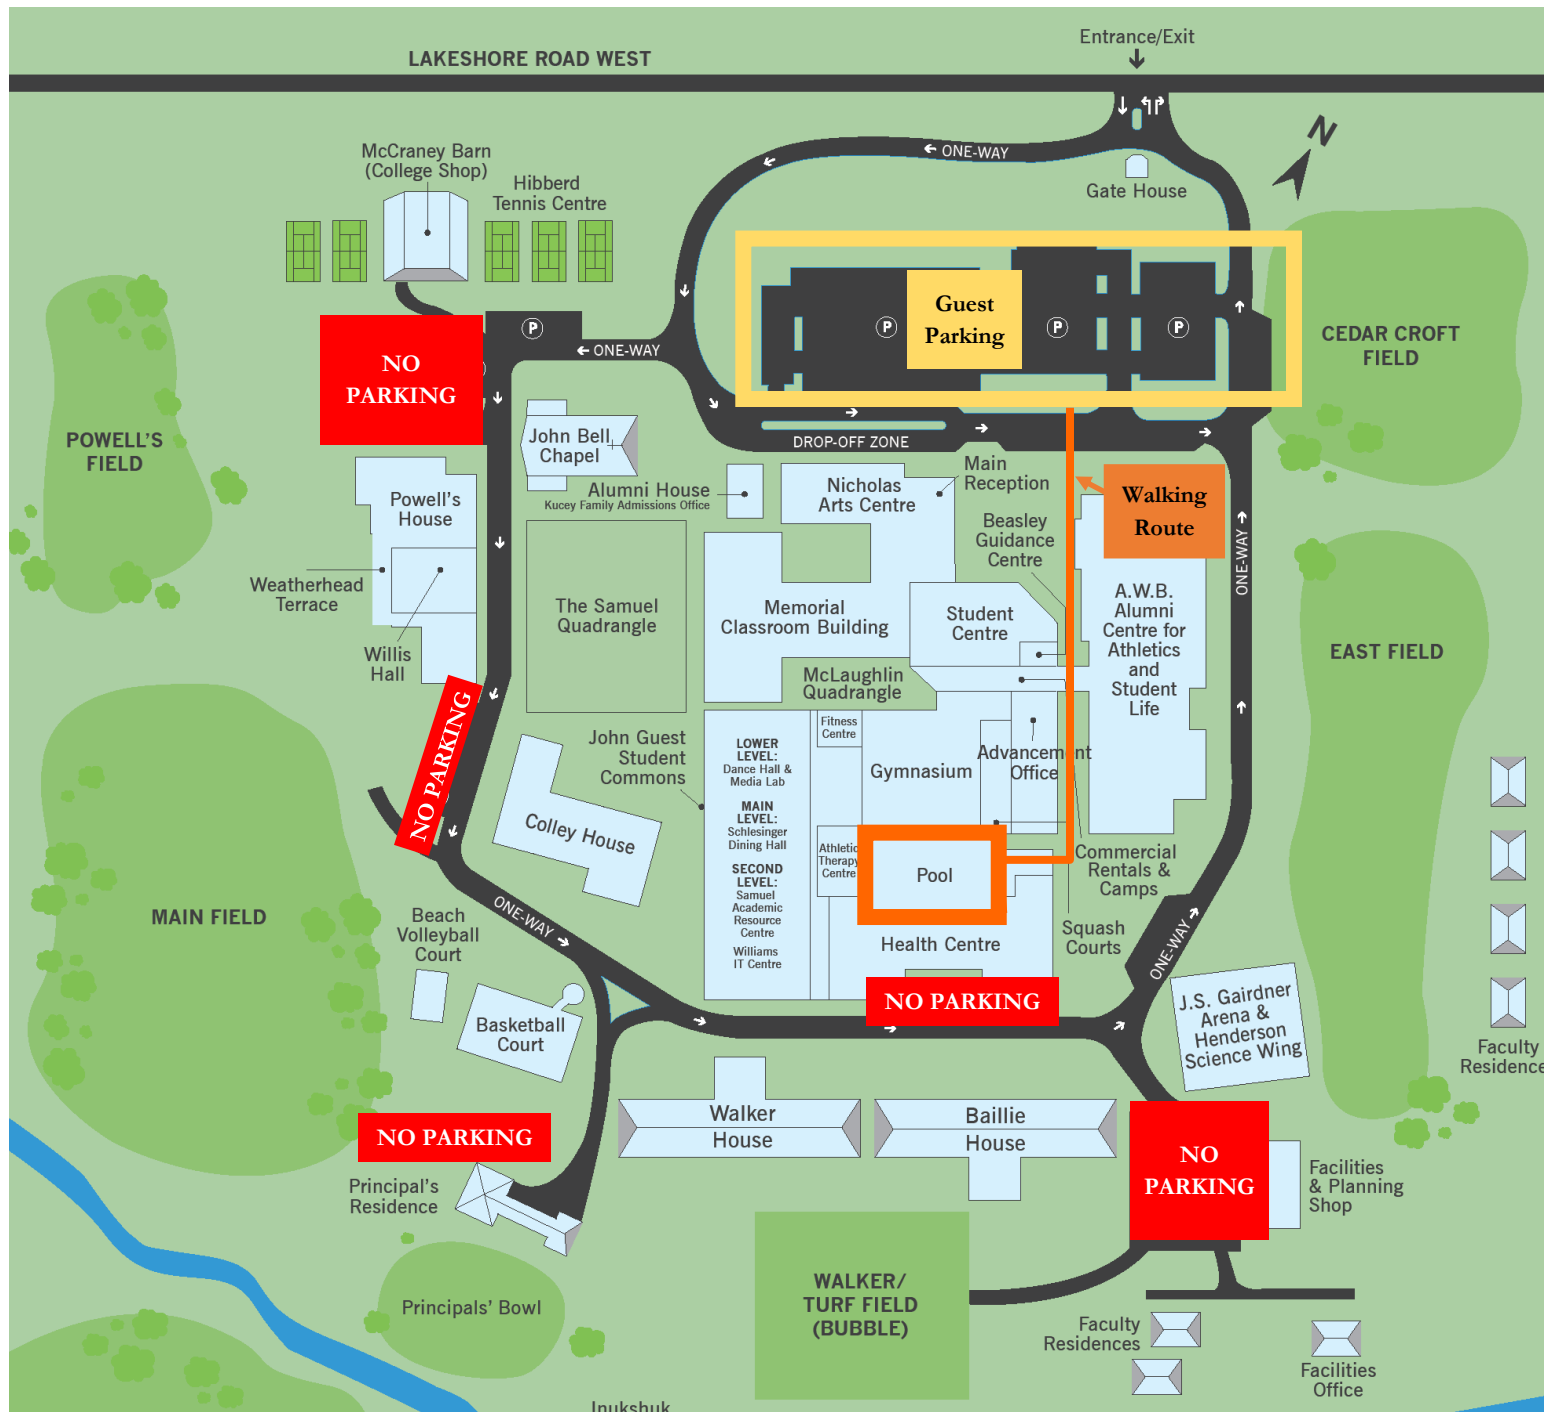 Entrance/Exit
LAKESHORE ROAD WEST
N
ONE-WAY
McCraney Barn
(College Shop)
Hibberd
Tennis Centre
Gate House
Guest
Parking
P
P
P
P
CEDAR CROFT
FIELD
NO
PARKING
ONE-WAY
DROP-OFF ZONE
POWELL'S
FIELD
John Bell
Chapel
Alumni House
Kucey Family Admissions Office
Nicholas
Arts Centre
Main
Reception
Walking
Route
Powell's
House
Beasley
Guidance
Centre
ONE-WAY
Weatherhead
Terrace
Willis
Hall
The Samuel
Quadrangle
Memorial
Classroom Building
Student
Centre
A.W.B.
Alumni
Centre for
Athletics
and
Student
Life
EAST FIELD
McLaughlin
Quadrangle
NO PARKING
John Guest
Student
Commons
LOWER
LEVEL:
Dance Hall &
Media Lab
MAIN
LEVEL:
Schlesinger
Dining Hall
SECOND
LEVEL:
Samuel
Academic
Resource
Centre
Williams
IT Centre
Fitness
Centre
Gymnasium
Advancement
Office
Colley House
Athletic
Therapy
Centre
Pool
Commercial
Rentals &
Camps
Squash
Courts
Health Centre
MAIN FIELD
Beach
Volleyball
Court
ONE-WAY
ONE-WAY
NO PARKING
Basketball
Court
J.S. Gairdner
Arena &
Henderson
Science Wing
Faculty
Residence
Walker
House
Baillie
House
NO PARKING
NO
PARKING
Facilities
& Planning
Shop
Principal's
Residence
Principals' Bowl
WALKER/
TURF FIELD
(BUBBLE)
Faculty
Residences
Facilities
Office
Inukshuk